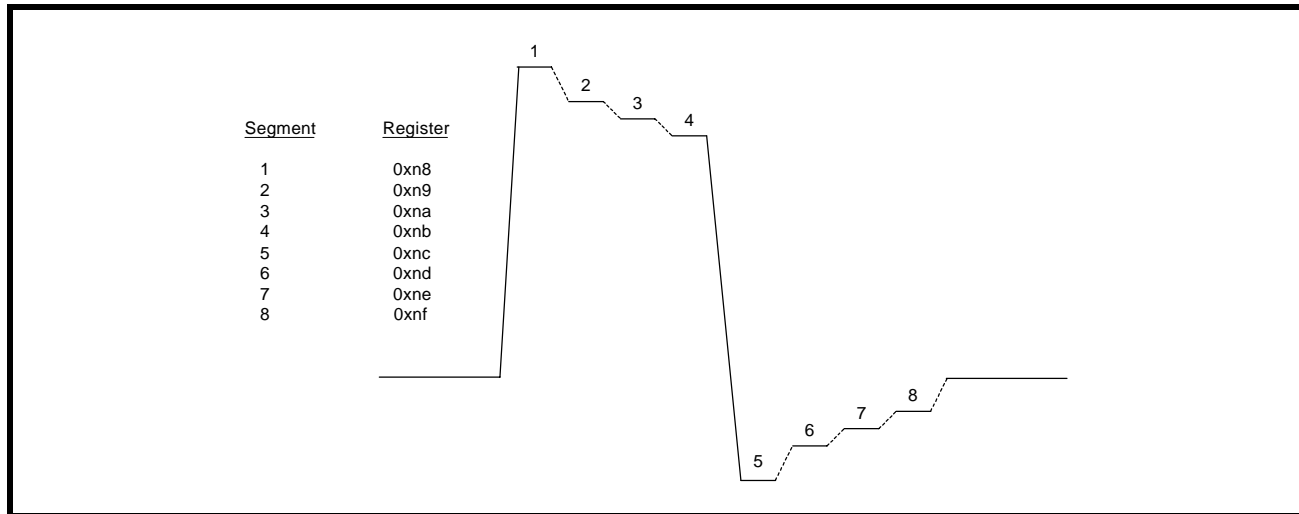 1
2
3
4
Segment Register
1 0xn8
2 0xn9
3 0xna
4 0xnb
5 0xnc
6 0xnd
7 0xne
8 0xnf
8
7
6
5